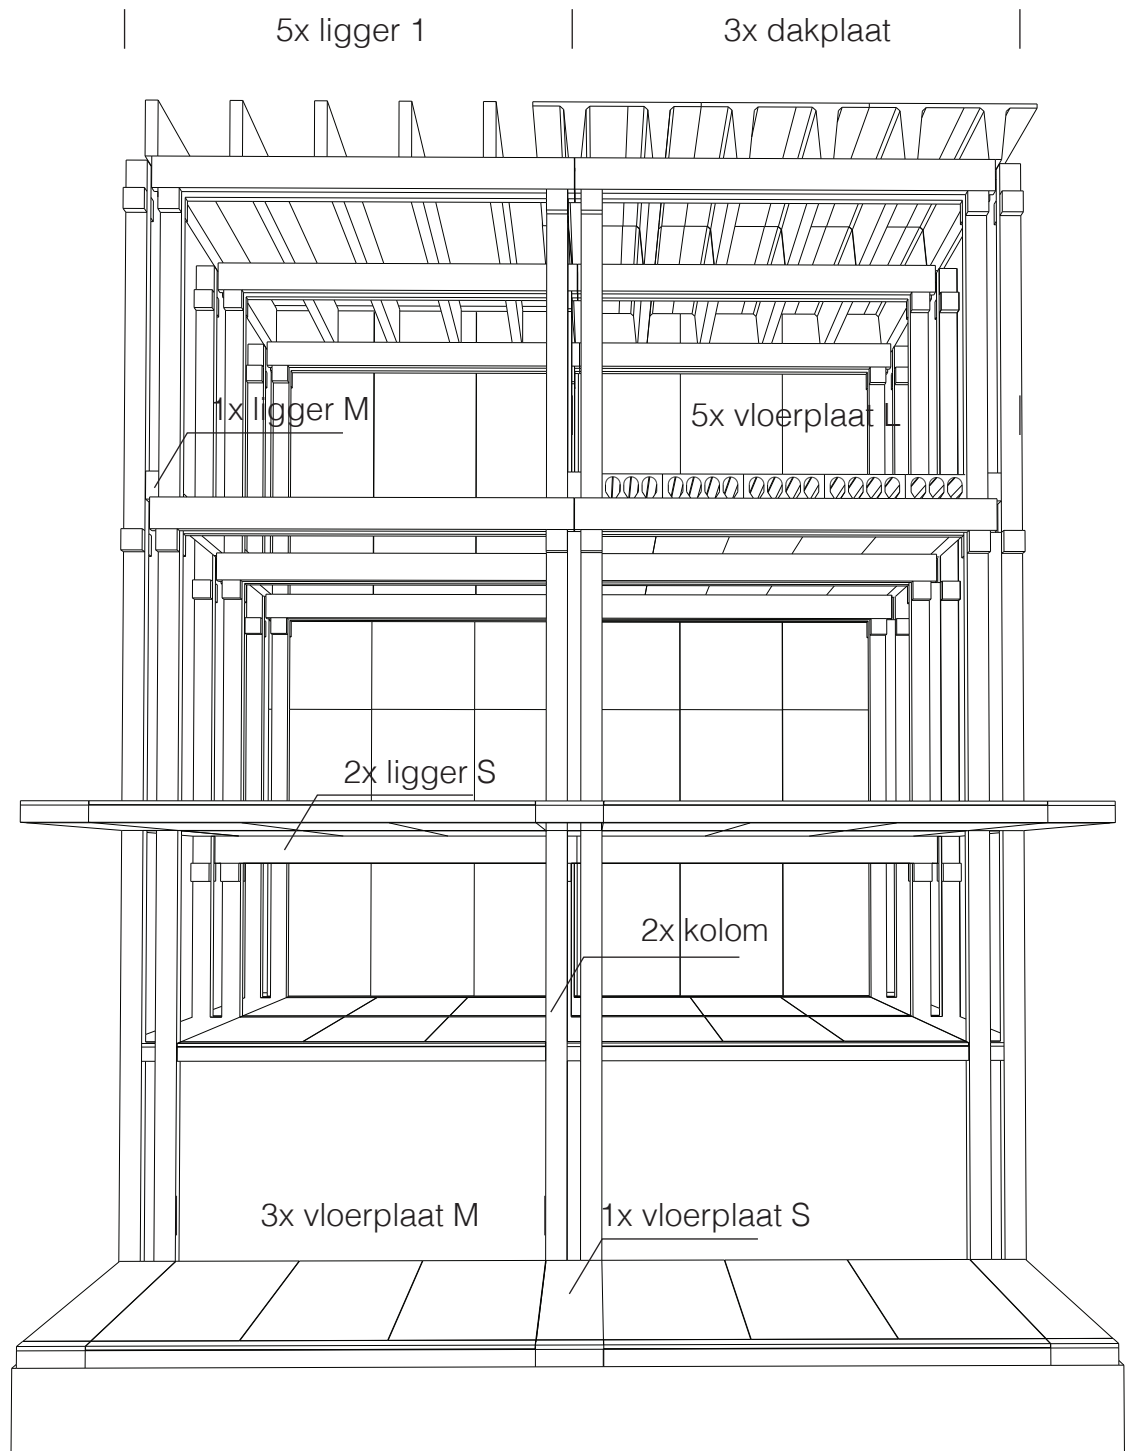 5x ligger 1
3x dakplaat
1x ligger M
5x vloerplaat L
2x ligger S
2x kolom
3x vloerplaat M
1x vloerplaat S